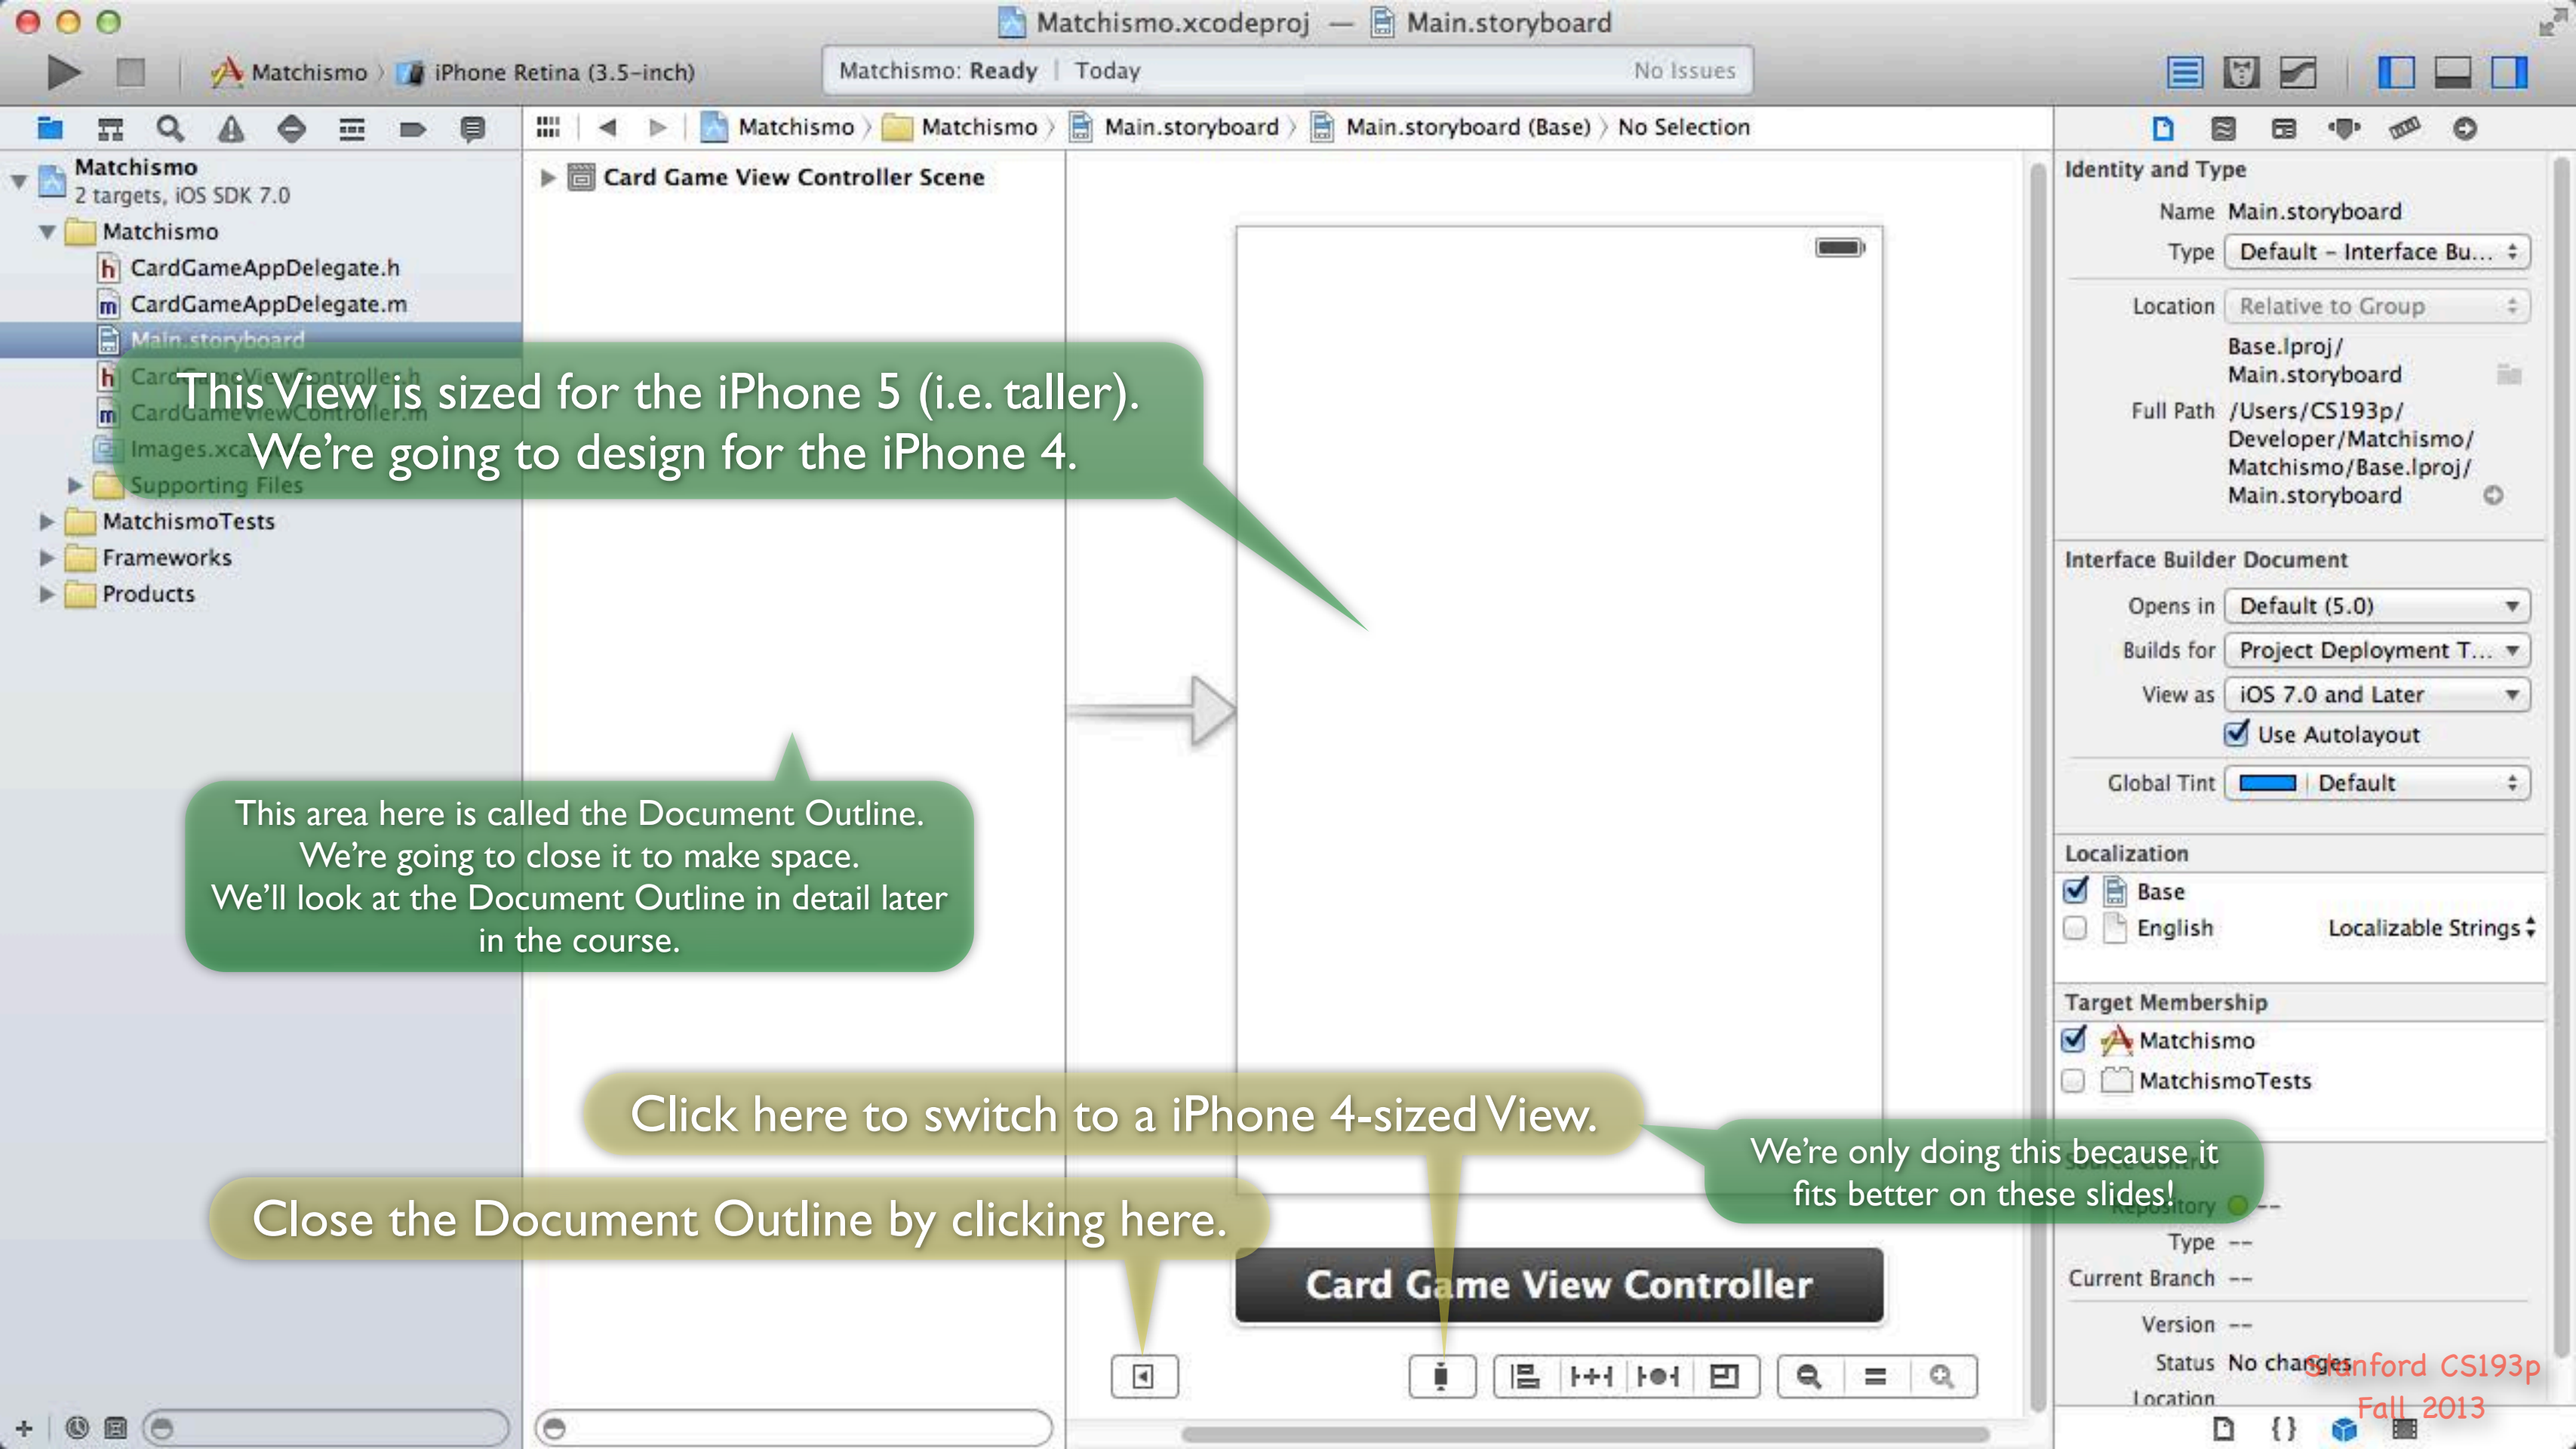 Matchismo.xcodeproj — Main.storyboard
Matchismo › iPhone Retina (3.5-inch)
Matchismo: Ready | Today
No Issues
Matchismo › Matchismo › Main.storyboard › Main.storyboard (Base) › No Selection
Matchismo
2 targets, iOS SDK 7.0
Matchismo
h CardGameAppDelegate.h
m CardGameAppDelegate.m
Main.storyboard
h CardGameViewController.h
m CardGameViewController.m
Supporting Files
MatchismoTests
Frameworks
Products
Card Game View Controller Scene
This View is sized for the iPhone 5 (i.e. taller).
We're going to design for the iPhone 4.
This area here is called the Document Outline.
We're going to close it to make space.
We'll look at the Document Outline in detail later
in the course.
Click here to switch to a iPhone 4-sized View.
We're only doing this because it
fits better on these slides!
Close the Document Outline by clicking here.
Card Game View Controller
Identity and Type
Name Main.storyboard
Type Default - Interface Bu...
Location Relative to Group
Base.lproj/
Main.storyboard
Full Path /Users/CS193p/
Developer/Matchismo/
Matchismo/Base.lproj/
Main.storyboard
Interface Builder Document
Opens in Default (5.0)
Builds for Project Deployment T...
View as iOS 7.0 and Later
Use Autolayout
Global Tint Default
Localization
Base
English Localizable Strings
Target Membership
Matchismo
MatchismoTests
Source Control
Repository --
Type --
Current Branch --
Version --
Status No changes
Location
Stanford CS193p
Fall 2013